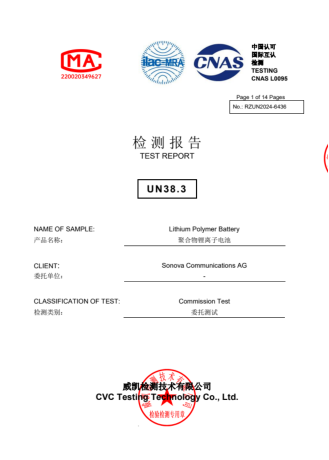 MA
220020349627
ilac-MRA
CNAS
中国认可
国际互认
检测
TESTING
CNAS L0095
Page 1 of 14 Pages
No.: RZUN2024-6436
检测报告
TEST REPORT
UN38.3
NAME OF SAMPLE: Lithium Polymer Battery
产品名称: 聚合物锂离子电池
CLIENT: Sonova Communications AG
委托单位: -
CLASSIFICATION OF TEST: Commission Test
检测类别: 委托测试
威凯检测技术有限公司
CVC Testing Technology Co., Ltd.
检验检测专用章